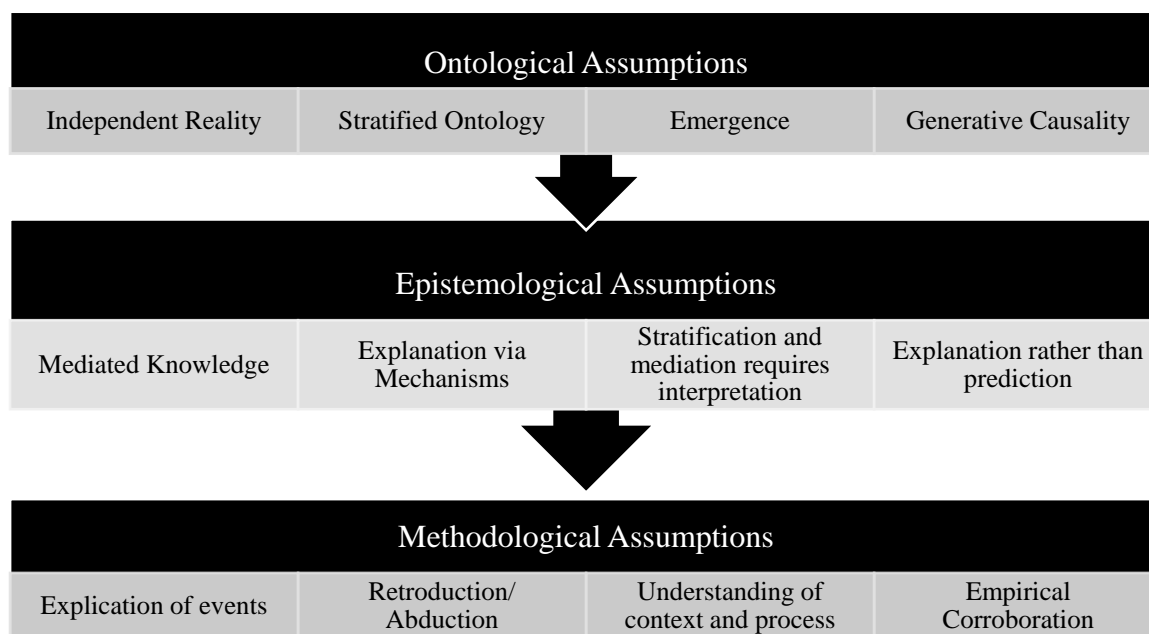 Ontological Assumptions
Independent Reality
Stratified Ontology
Emergence
Generative Causality
Epistemological Assumptions
Mediated Knowledge
Explanation via
Mechanisms
Stratification and
mediation requires
interpretation
Explanation rather than
prediction
Methodological Assumptions
Explication of events
Retroduction/
Abduction
Understanding of
context and process
Empirical
Corroboration